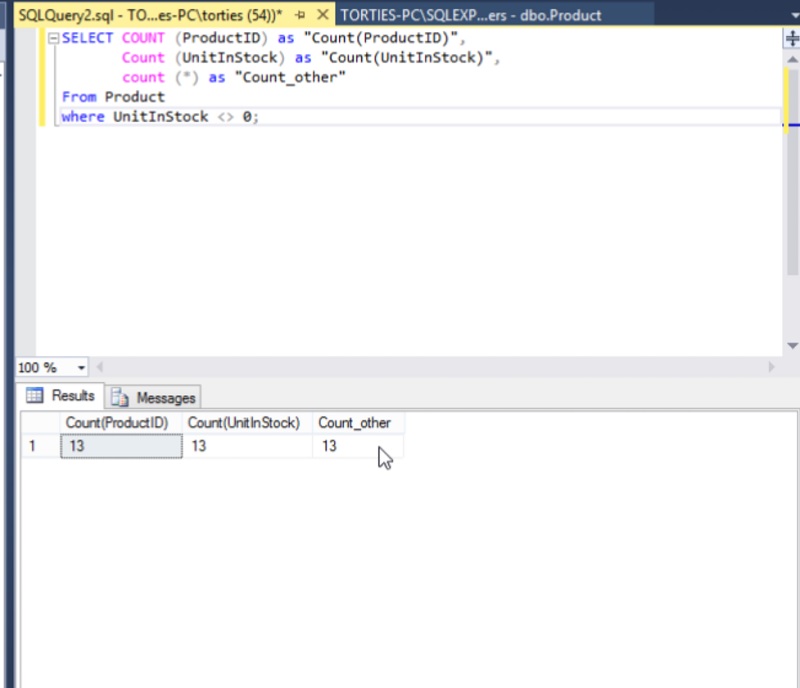 SQLQuery2.sql - TO...es-PC\torties (54))* TORTIES-PC\SQLEXP...ers - dbo.Product
SELECT COUNT (ProductID) as "Count(ProductID)",
Count (UnitInStock) as "Count(UnitInStock)",
count (*) as "Count_other"
From Product
where UnitInStock <> 0;
100 %
Results Messages
Count(ProductID) Count(UnitInStock) Count_other
1 13 13 13